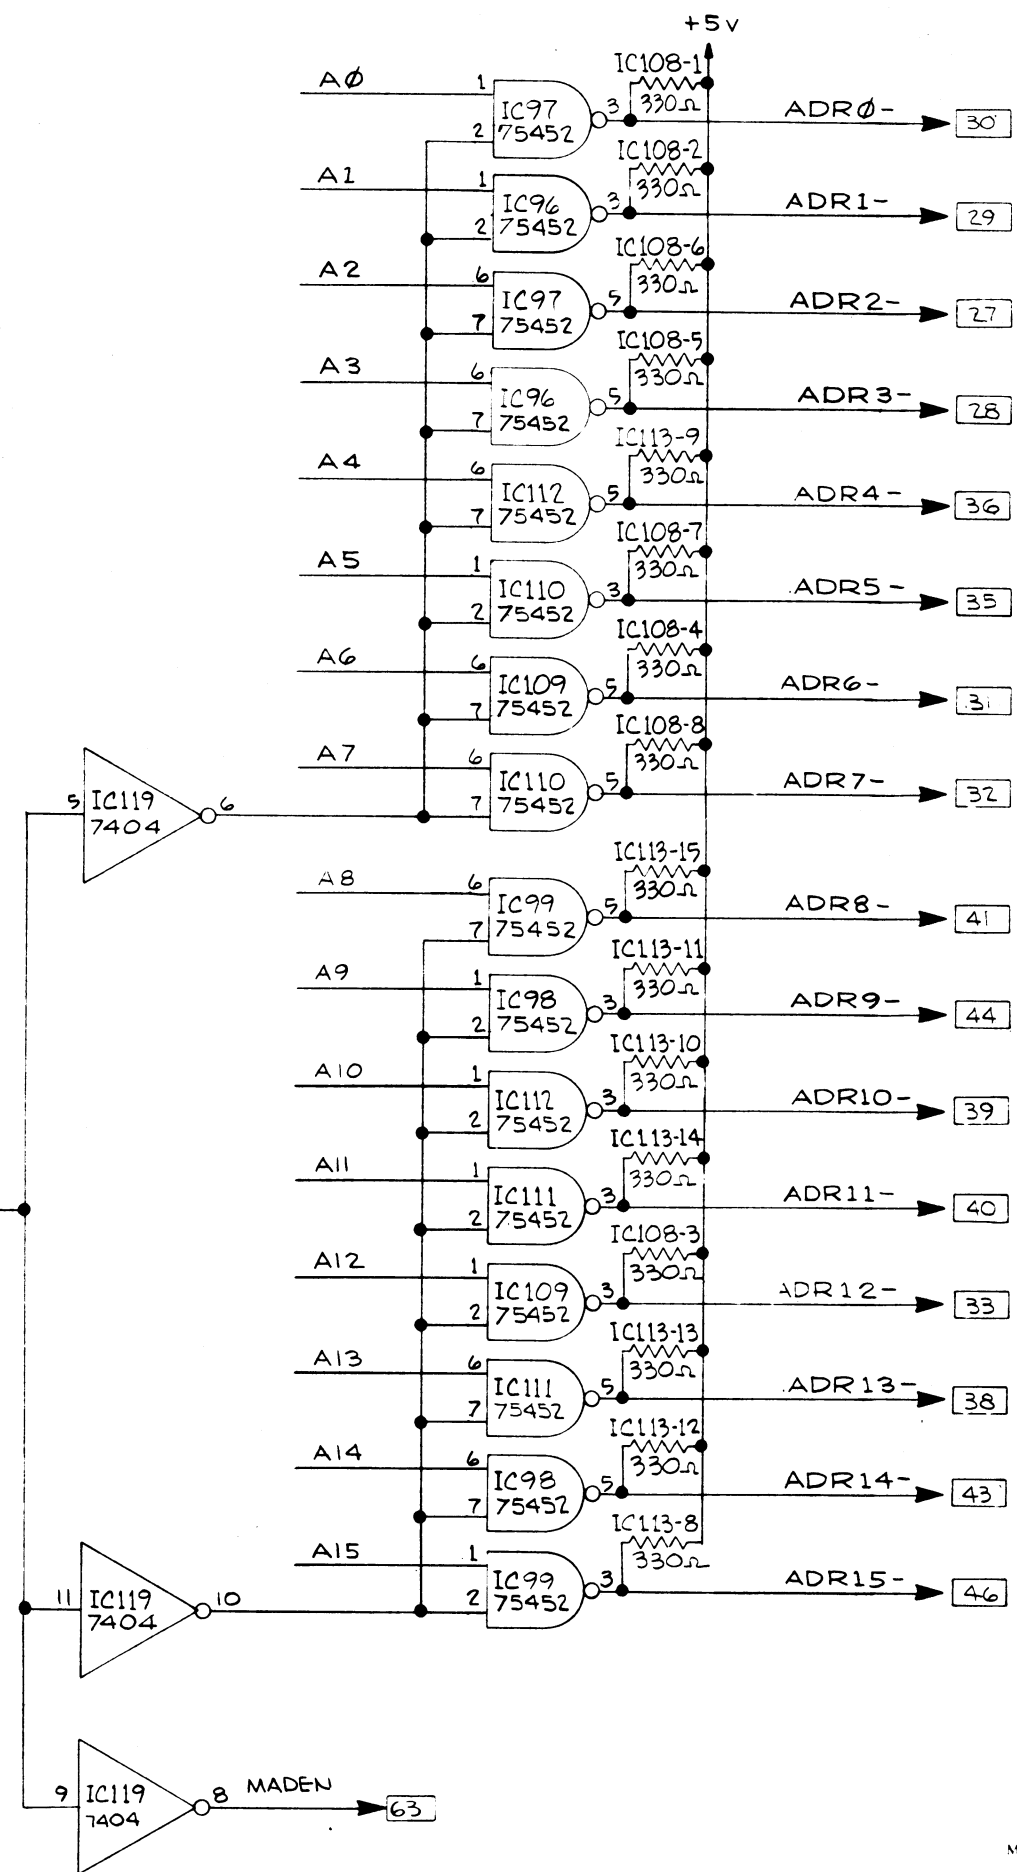 +5v
IC108-1
AØ 1 IC97 3 330Ω ADRØ- 30
2 75452
IC108-2
A1 1 IC96 3 330Ω ADR1- 29
2 75452
IC108-6
A2 6 IC97 5 330Ω ADR2- 27
7 75452
IC108-5
A3 6 IC96 5 330Ω ADR3- 28
7 75452
IC113-9
A4 6 IC112 5 330Ω ADR4- 36
7 75452
IC108-7
A5 1 IC110 3 330Ω ADR5- 35
2 75452
IC108-4
A6 6 IC109 5 330Ω ADR6- 31
7 75452
IC108-8
A7 6 IC110 5 330Ω ADR7- 32
7 75452
5 IC119 6
7404
IC113-15
A8 6 IC99 5 330Ω ADR8- 41
7 75452
IC113-11
A9 1 IC98 3 330Ω ADR9- 44
2 75452
IC113-10
A10 1 IC112 3 330Ω ADR10- 39
2 75452
IC113-14
A11 1 IC111 3 330Ω ADR11- 40
2 75452
IC108-3
A12 1 IC109 3 330Ω ADR12- 33
2 75452
IC113-13
A13 6 IC111 5 330Ω ADR13- 38
7 75452
IC113-12
A14 6 IC98 5 330Ω ADR14- 43
7 75452
IC113-8
A15 1 IC99 3 330Ω ADR15- 46
2 75452
11 IC119 10
7404
9 IC119 8 MADEN 63
7404